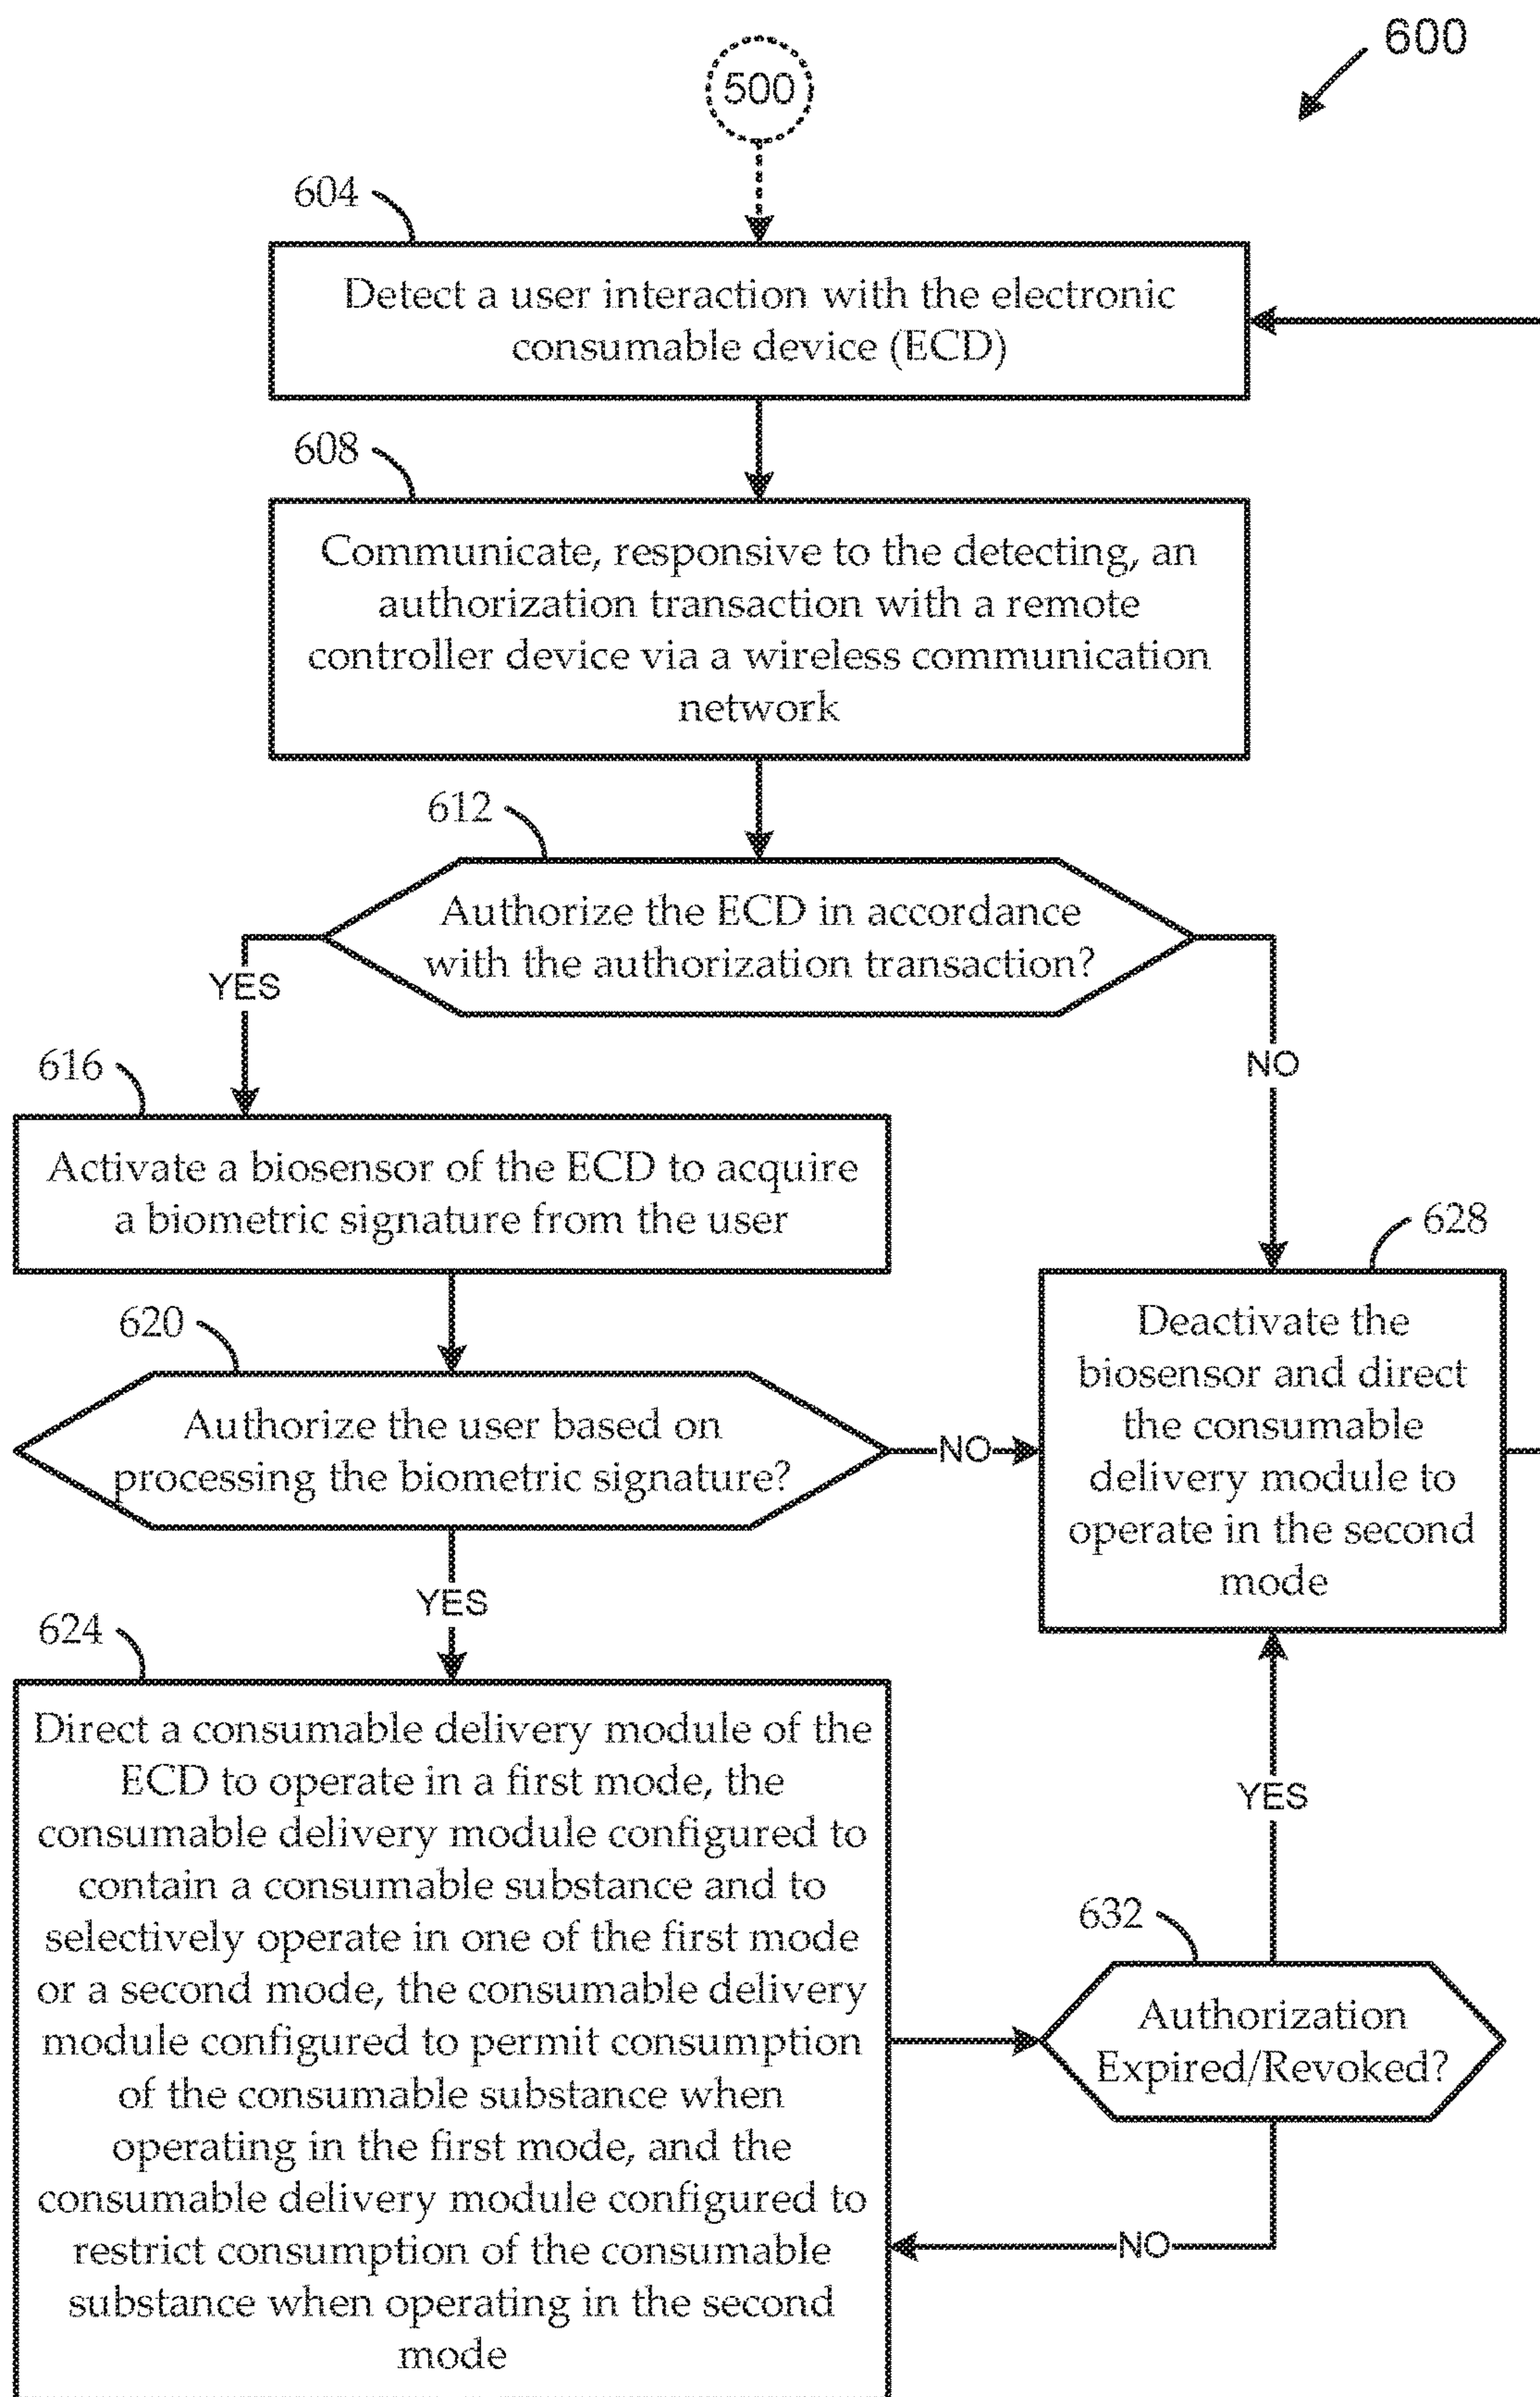 600
500
604
Detect a user interaction with the electronic
consumable device (ECD)
608
Communicate, responsive to the detecting, an
authorization transaction with a remote
controller device via a wireless communication
network
612
Authorize the ECD in accordance
with the authorization transaction?
YES
NO
616
Activate a biosensor of the ECD to acquire
a biometric signature from the user
620
Authorize the user based on
processing the biometric signature?
NO
YES
628
Deactivate the
biosensor and direct
the consumable
delivery module to
operate in the second
mode
624
Direct a consumable delivery module of the
ECD to operate in a first mode, the
consumable delivery module configured to
contain a consumable substance and to
selectively operate in one of the first mode
or a second mode, the consumable delivery
module configured to permit consumption
of the consumable substance when
operating in the first mode, and the
consumable delivery module configured to
restrict consumption of the consumable
substance when operating in the second
mode
YES
632
Authorization
Expired/Revoked?
NO